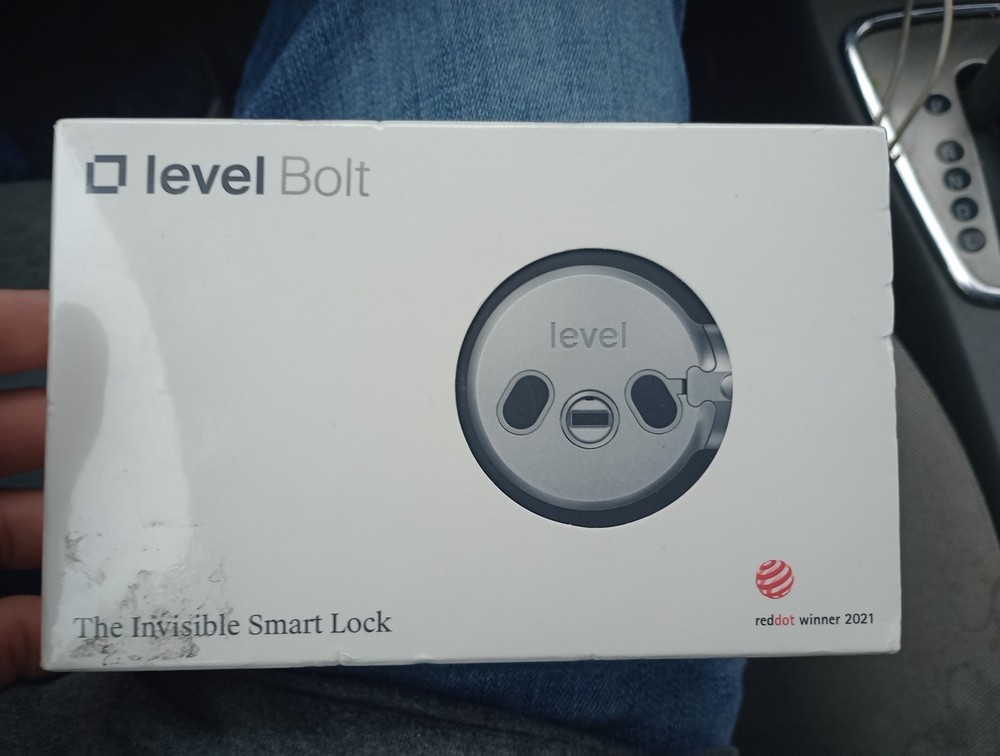 level Bolt
level
The Invisible Smart Lock
reddot winner 2021